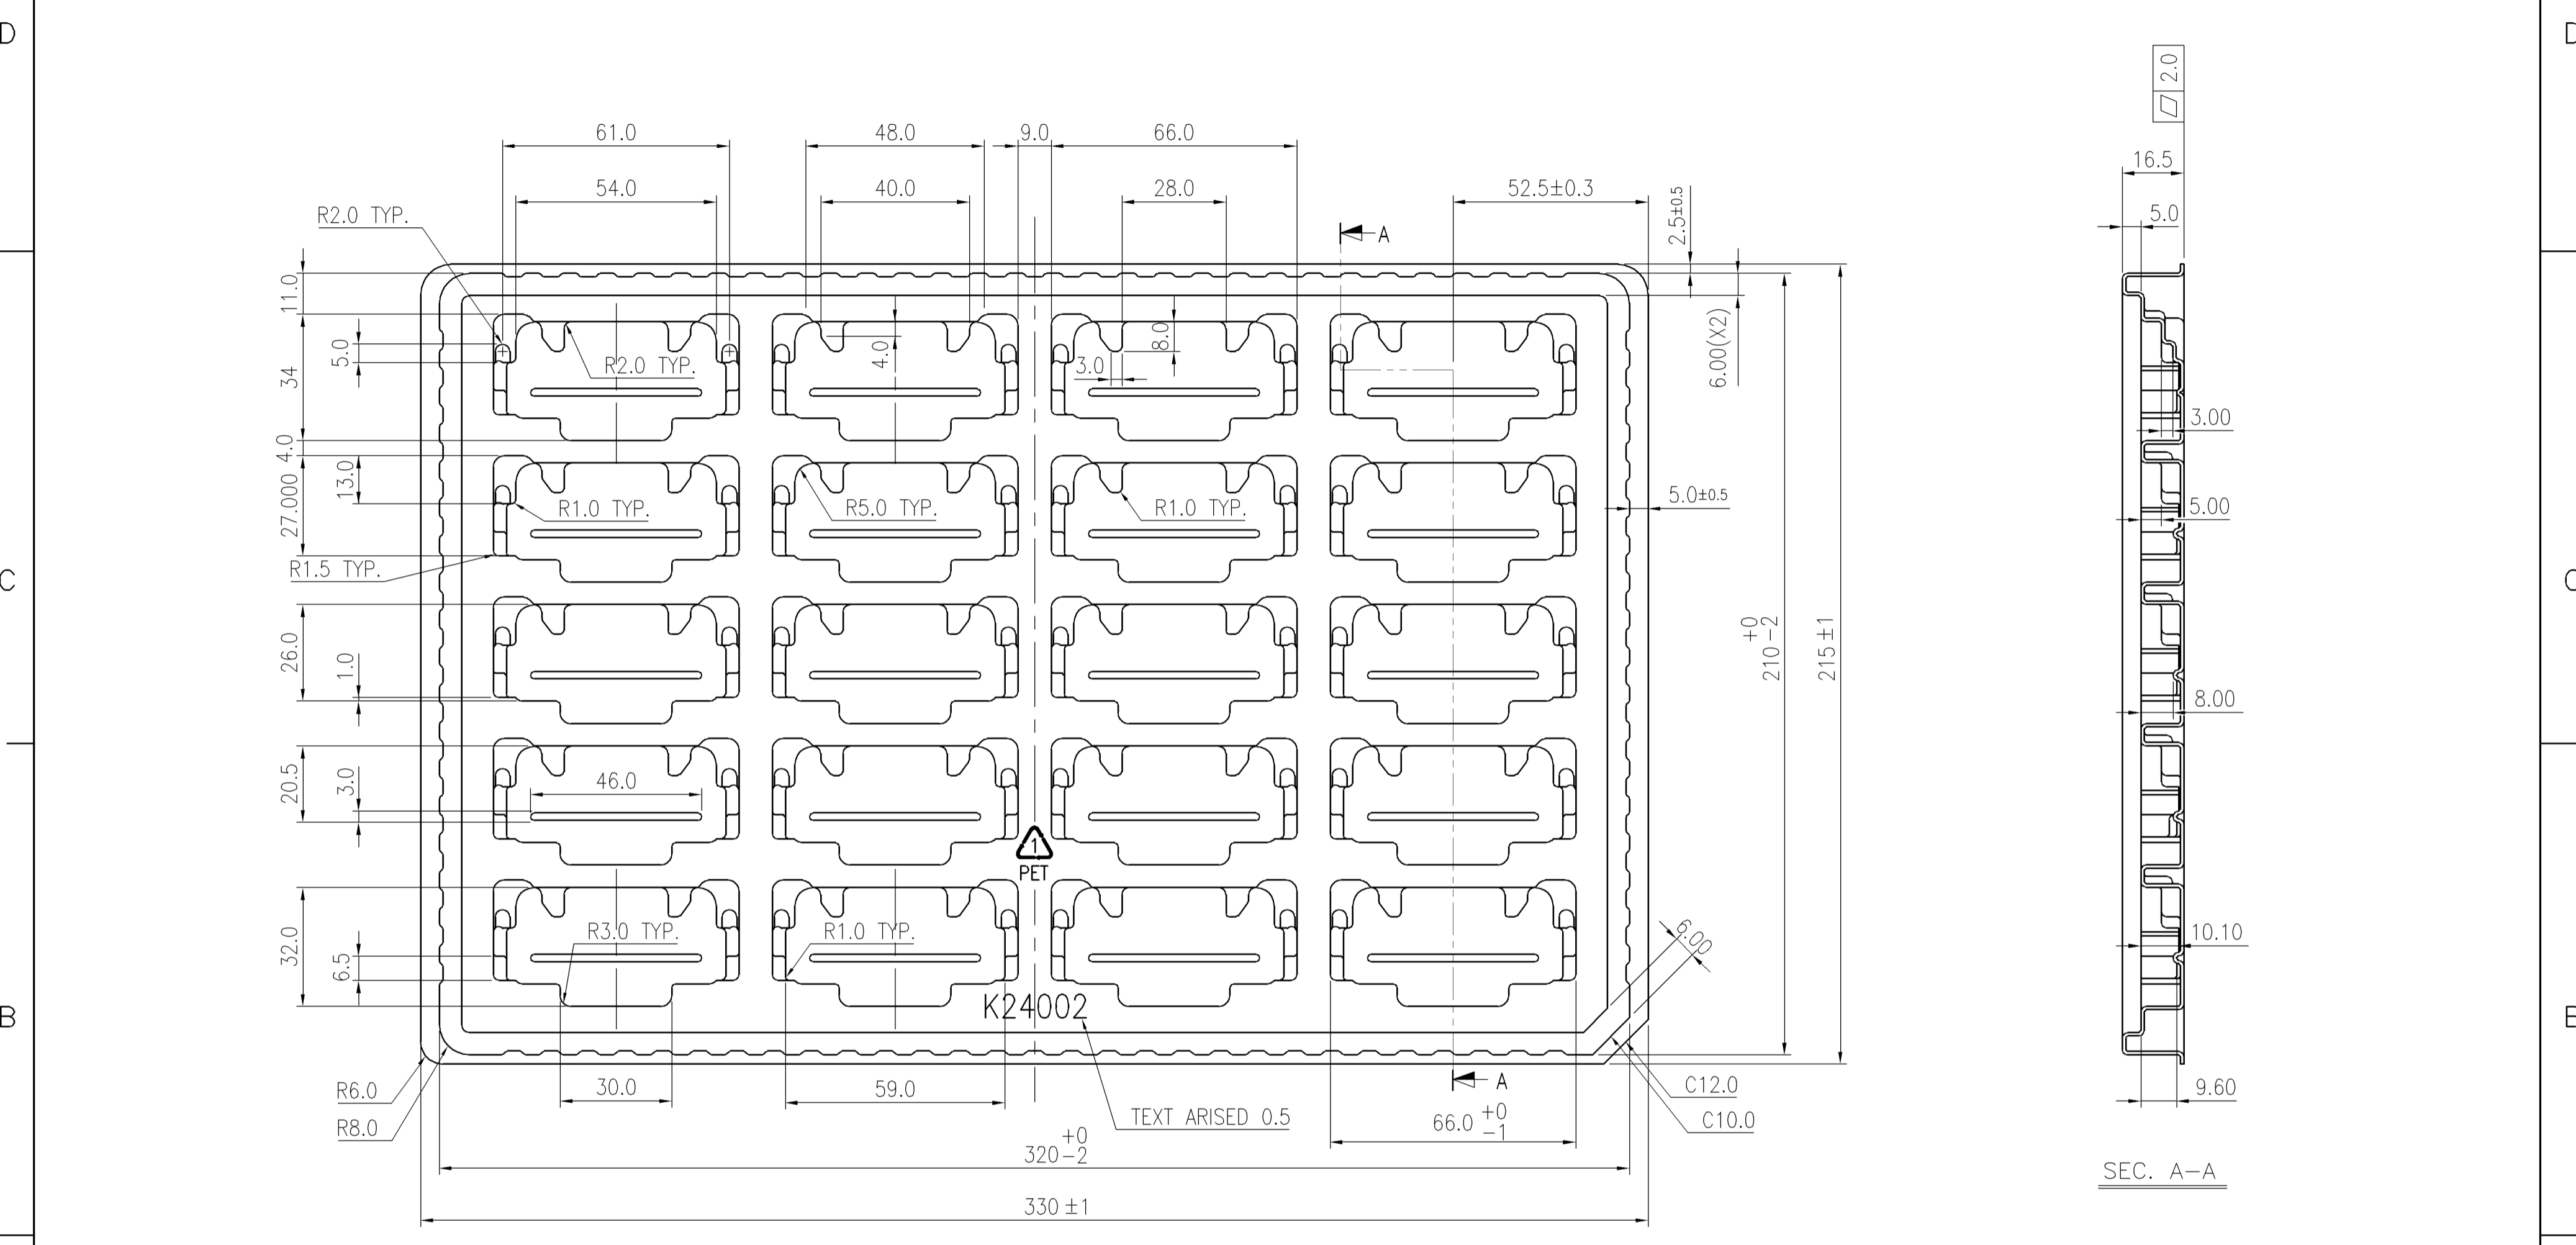 D
D
2.0
61.0
48.0
9.0
66.0
16.5
54.0
40.0
28.0
52.5±0.3
2.5±0.5
5.0
R2.0 TYP.
A
11.0
6.00(X2)
5.0
R2.0 TYP.
4.0
3.0
8.0
34
3.00
4.0
13.0
27.000
R1.0 TYP.
R5.0 TYP.
R1.0 TYP.
5.0±0.5
5.00
R1.5 TYP.
C
C
26.0
1.0
210 +0 -2
215±1
8.00
20.5
3.0
46.0
1
PET
32.0
6.5
R3.0 TYP.
R1.0 TYP.
6.00
10.10
B
B
K24002
R6.0
30.0
59.0
A
C12.0
9.60
R8.0
TEXT ARISED 0.5
66.0 +0 -1
C10.0
320 +0 -2
SEC. A-A
330±1